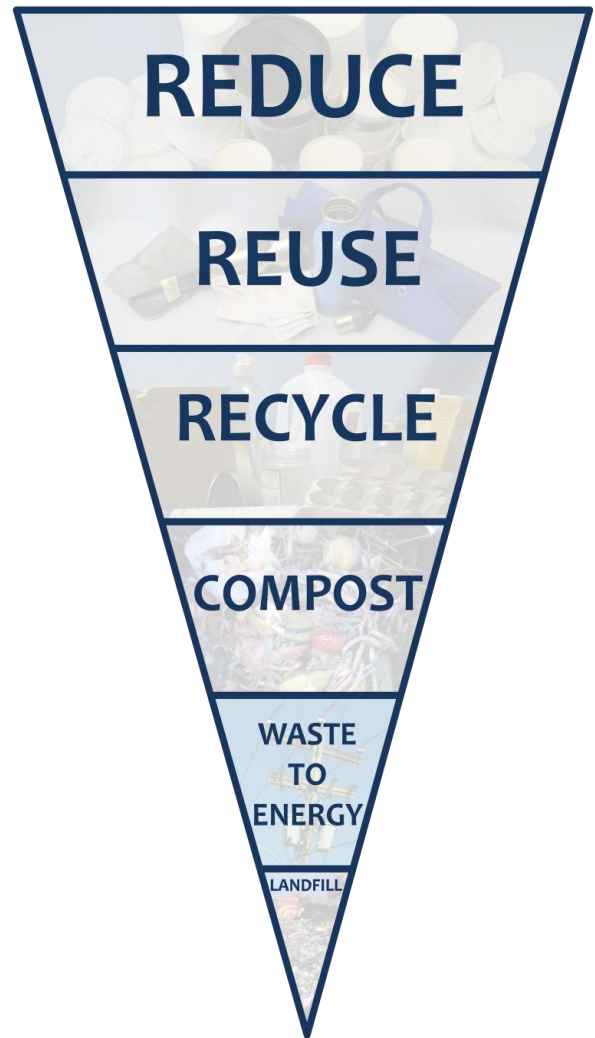 REDUCE
REUSE
RECYCLE
COMPOST
WASTE
TO
ENERGY
LANDFILL